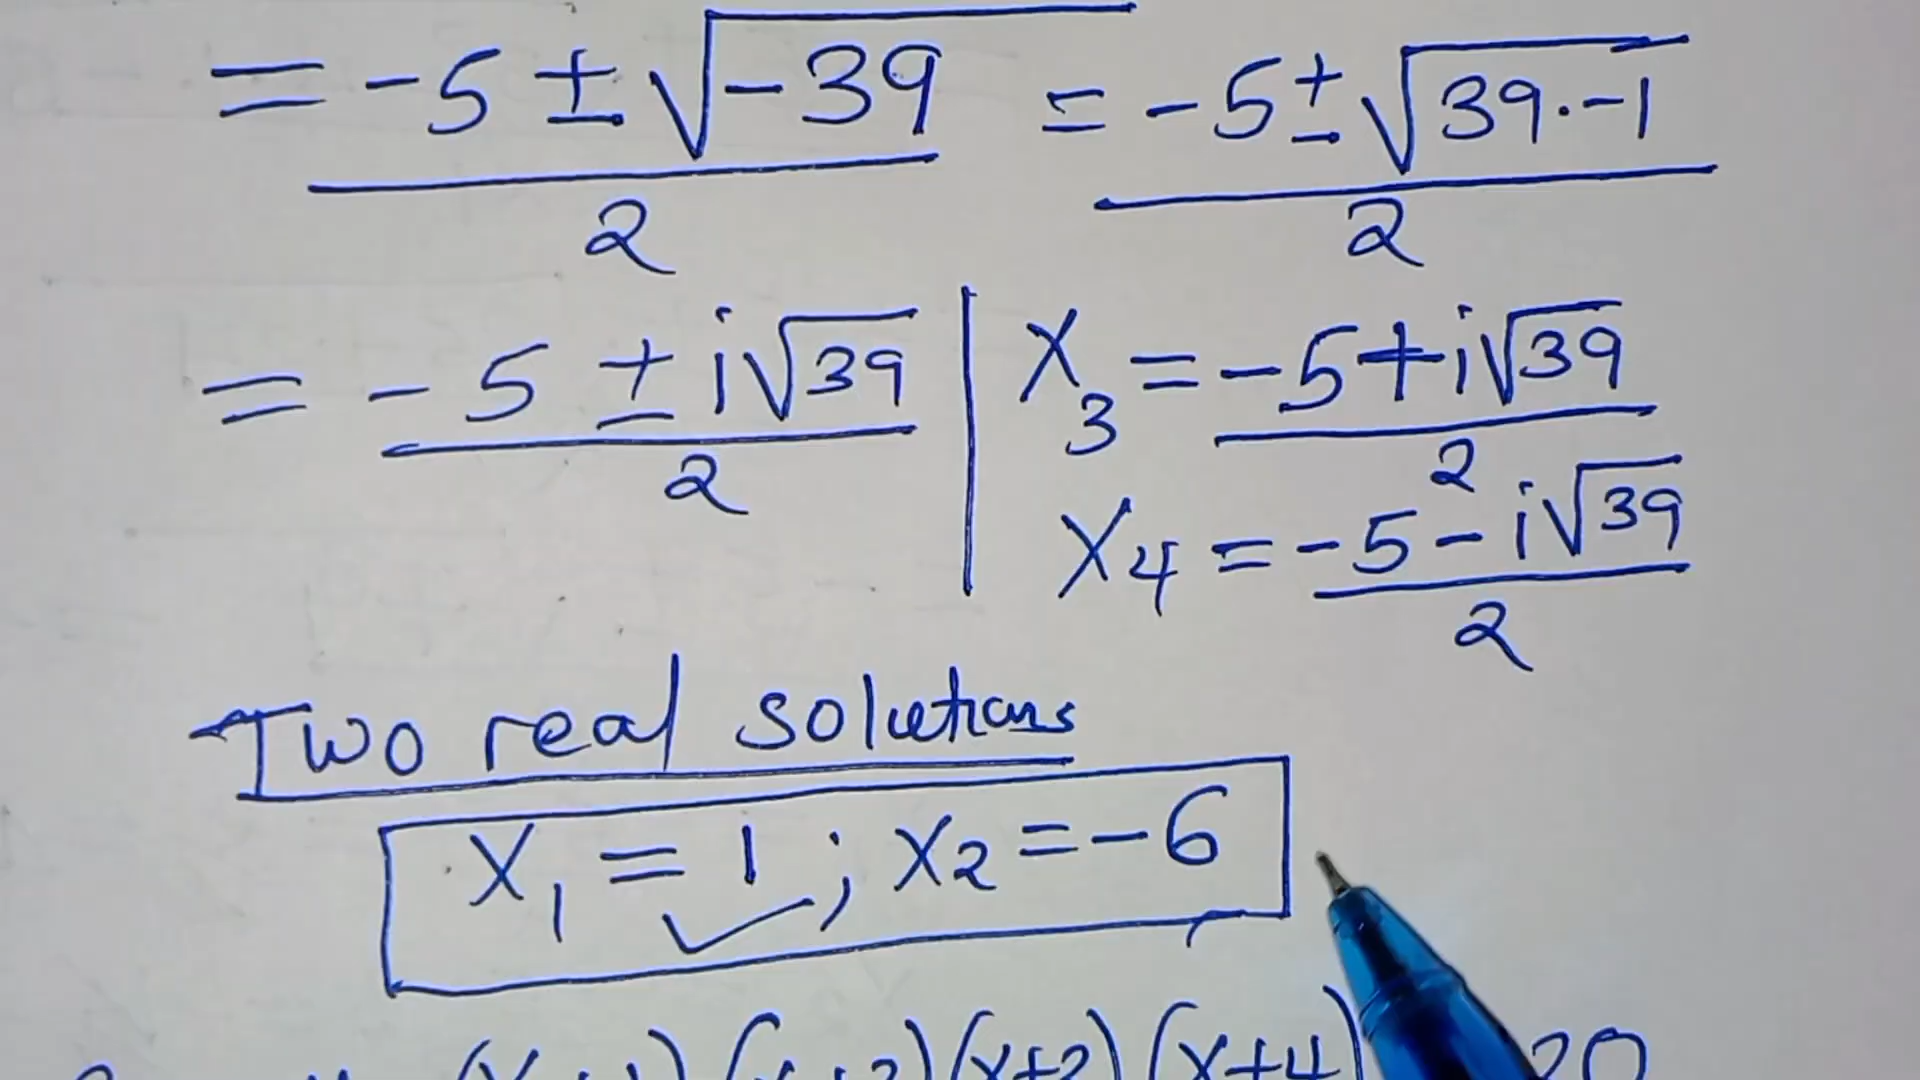 = -5 ± √-39 / 2 = -5 ± √39·-1 / 2
= -5 ± i√39 / 2 | X₃ = -5+i√39 / 2
X₄ = -5 - i√39 / 2
Two real solutions
X₁ = 1 ; X₂ = -6
(X+4)